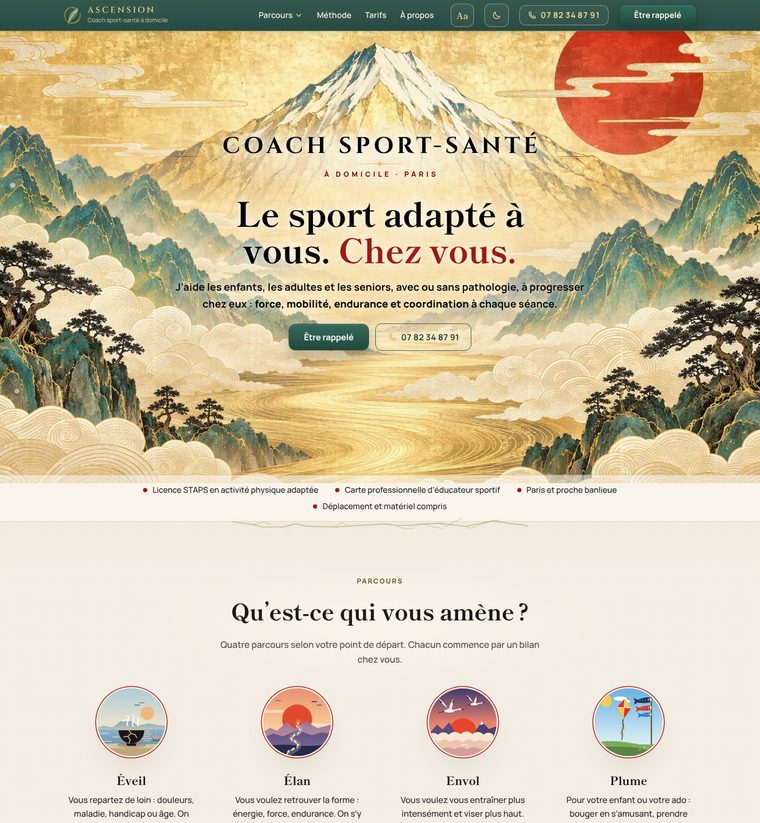 ASCENSION
Coach sport-santé à domicile
Parcours
Méthode
Tarifs
À propos
Aa
07 82 34 87 91
Être rappelé
COACH SPORT-SANTÉ
À DOMICILE · PARIS
Le sport adapté à
vous. Chez vous.
J'aide les enfants, les adultes et les seniors, avec ou sans pathologie, à progresser
chez eux : force, mobilité, endurance et coordination à chaque séance.
Être rappelé
07 82 34 87 91
Licence STAPS en activité physique adaptée
Carte professionnelle d'éducateur sportif
Paris et proche banlieue
Déplacement et matériel compris
PARCOURS
Qu'est-ce qui vous amène ?
Quatre parcours selon votre point de départ. Chacun commence par un bilan
chez vous.
Éveil
Élan
Envol
Plume
Vous repartez de loin : douleurs,
maladie, handicap ou âge. On
Vous voulez retrouver la forme :
énergie, force, endurance. On s'y
Vous voulez vous entraîner plus
intensément et viser plus haut.
Pour votre enfant ou votre ado :
bouger en s'amusant, prendre